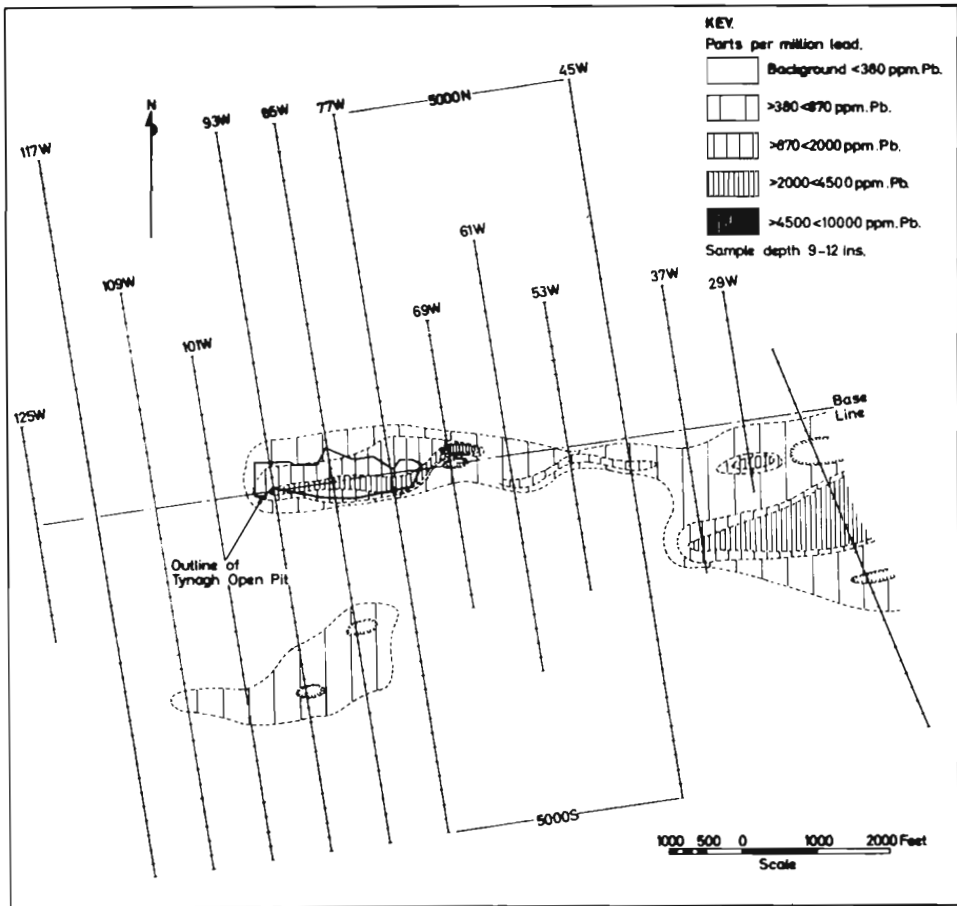 KEY.
Parts per million lead.
Background <380 ppm. Pb.
>380<870 ppm. Pb.
>870<2000 ppm. Pb.
>2000<4500 ppm. Pb.
>4500<10000 ppm. Pb.
Sample depth 9-12 ins.
N
117W
109W
101W
125W
93W
85W
77W
5000N
45W
61W
69W
53W
37W
29W
Base
Line
Outline of
Tynagh Open Pit
5000S
1000 500 0 1000 2000 Feet
Scale